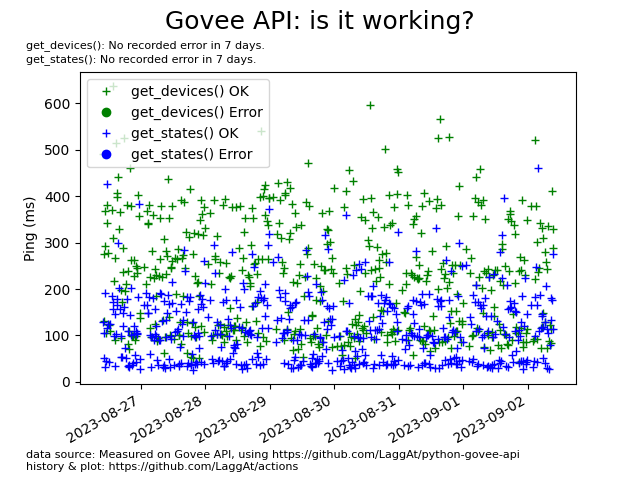 Govee API: is it working?
get_devices(): No recorded error in 7 days.
get_states(): No recorded error in 7 days.
get_devices() OK
get_devices() Error
get_states() OK
get_states() Error
Ping (ms)
600
500
400
300
200
100
0
2023-08-27
2023-08-28
2023-08-29
2023-08-30
2023-08-31
2023-09-01
2023-09-02
data source: Measured on Govee API, using https://github.com/LaggAt/python-govee-api
history & plot: https://github.com/LaggAt/actions